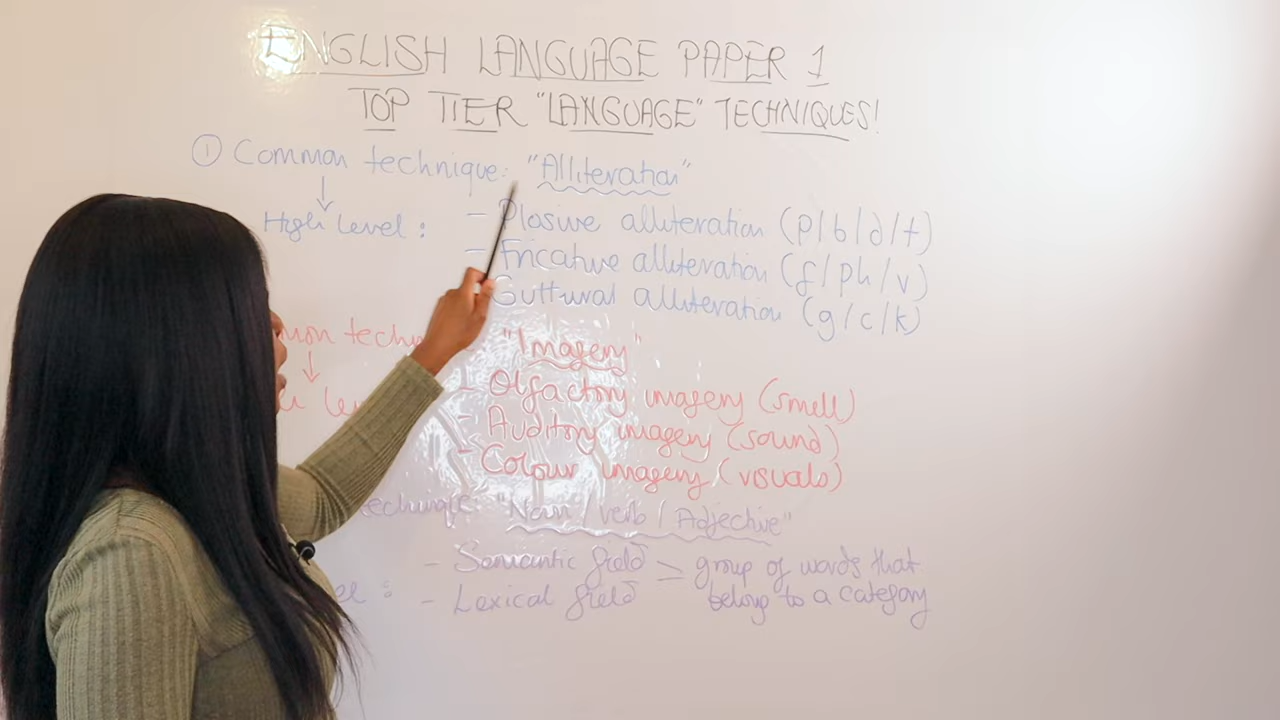 ENGLISH LANGUAGE PAPER 1
TOP TIER "LANGUAGE" TECHNIQUES!
① Common technique: "Alliteration"
↓
High Level: - Plosive alliteration (p/b/d/t)
- Fricative alliteration (f/ph/v)
Guttural alliteration (g/c/k)
"Imagery"
↓
- Olfactory imagery (smell)
- Auditory imagery (sound)
- Colour imagery (visuals)
technique: "Noun/verb/Adjective"
- Semantic field = group of words that
: - Lexical field belong to a category